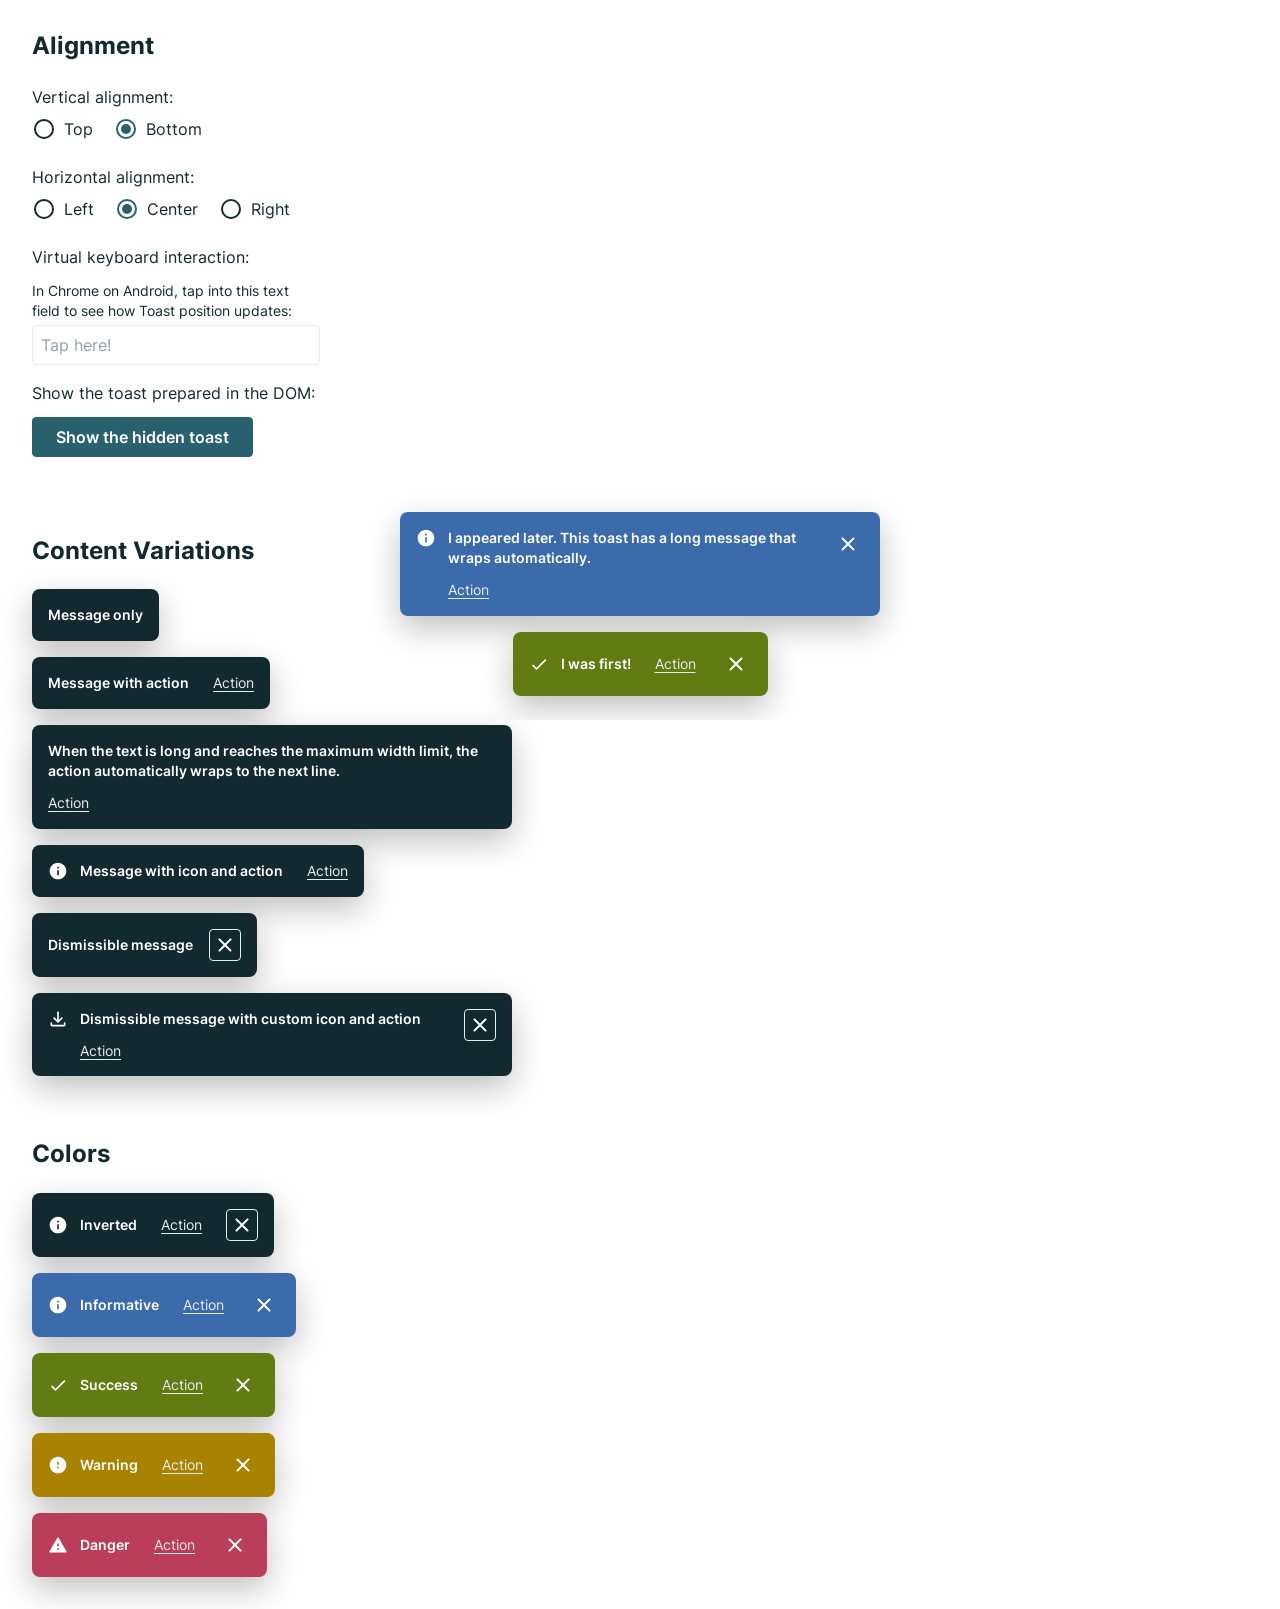 Alignment
Vertical alignment:
Top
Bottom
Horizontal alignment:
Left
Center
Right
Virtual keyboard interaction:
In Chrome on Android, tap into this text
field to see how Toast position updates:
Tap here!
Show the toast prepared in the DOM:
Show the hidden toast
I appeared later. This toast has a long message that
wraps automatically.
Action
I was first! Action
Content Variations
Message only
Message with action Action
When the text is long and reaches the maximum width limit, the
action automatically wraps to the next line.
Action
Message with icon and action Action
Dismissible message
Dismissible message with custom icon and action
Action
Colors
Inverted Action
Informative Action
Success Action
Warning Action
Danger Action